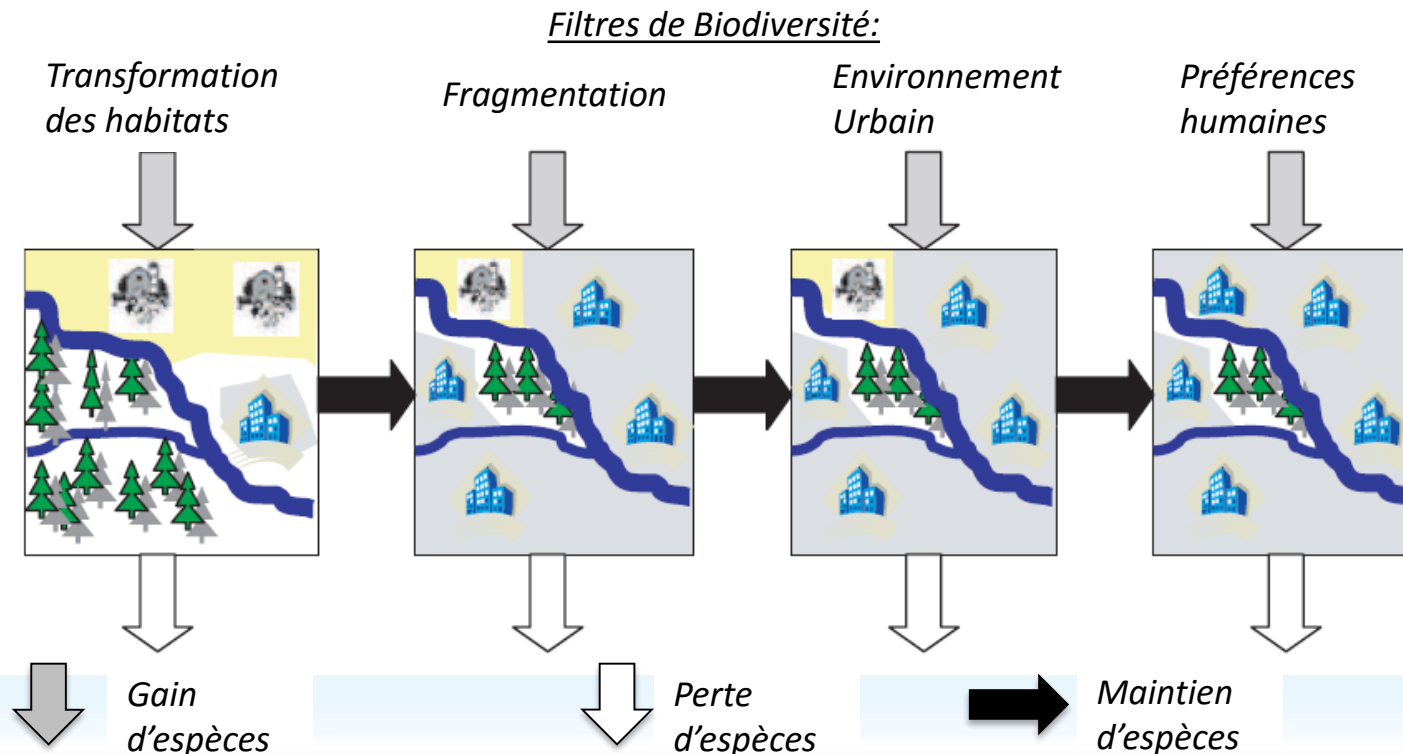 Filtres de Biodiversité:
Transformation
des habitats
Fragmentation
Environnement
Urbain
Préférences
humaines
Gain
d’espèces
Perte
d’espèces
Maintien
d’espèces